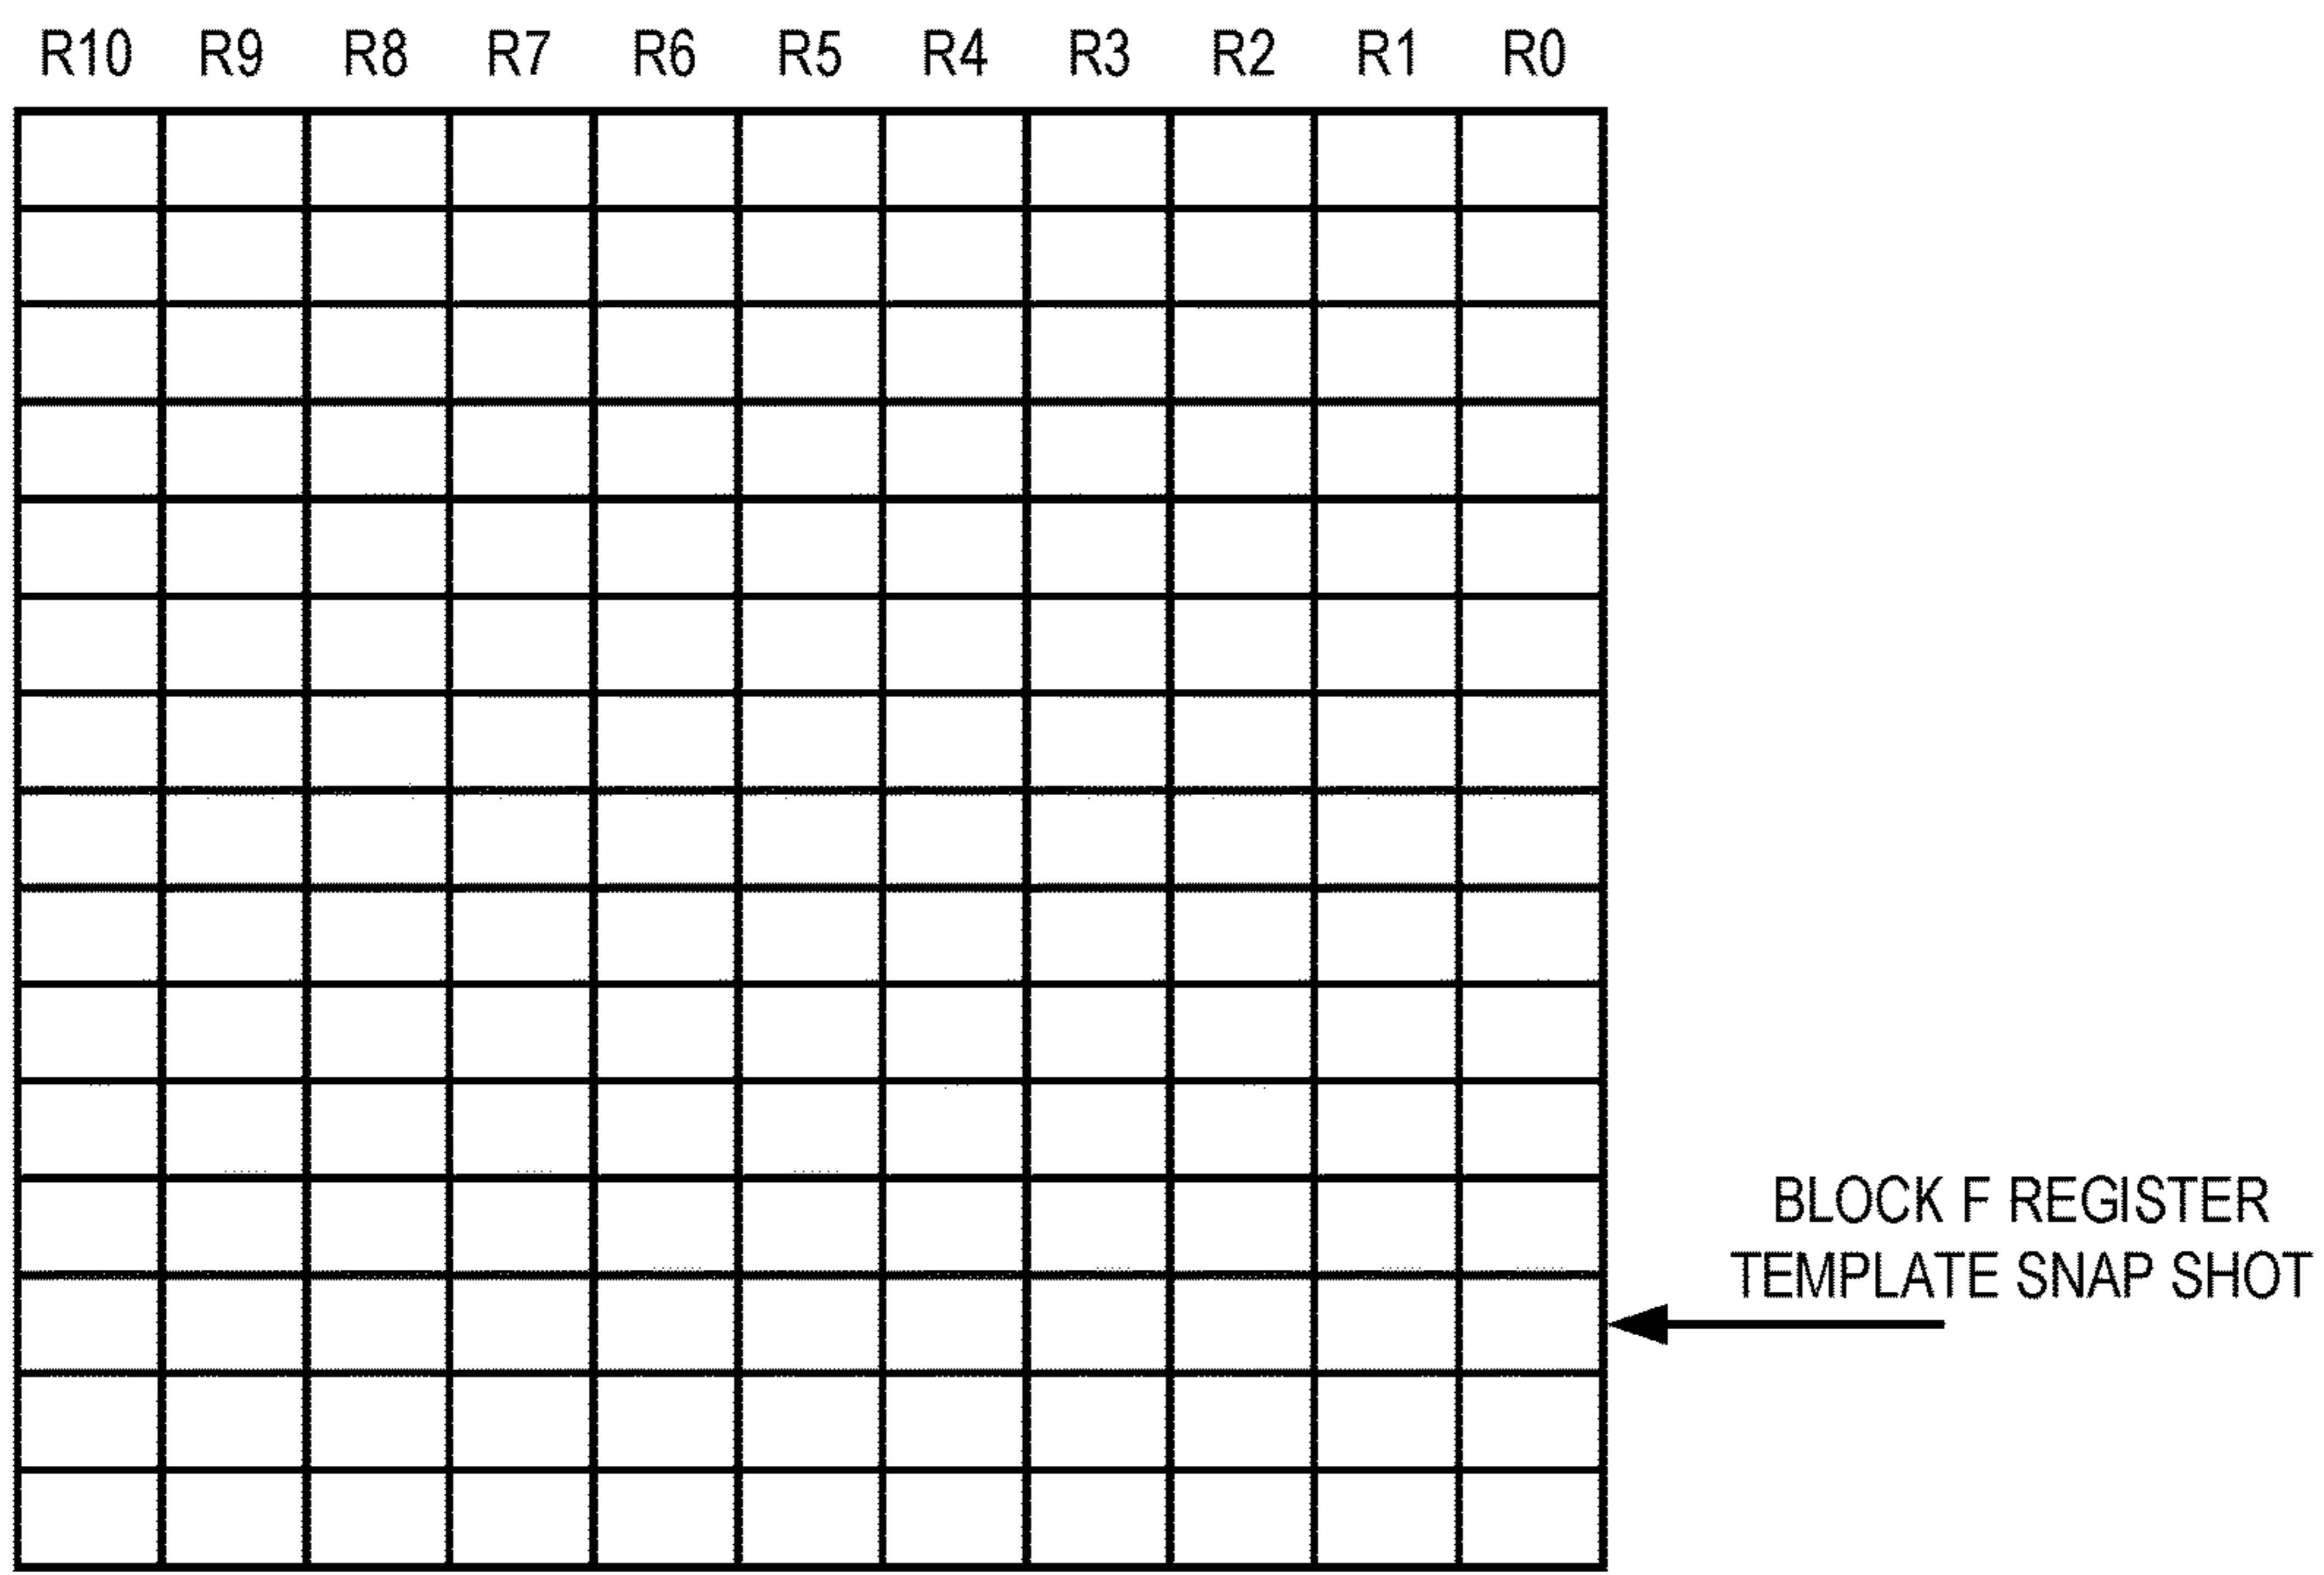 R10 R9 R8 R7 R6 R5 R4 R3 R2 R1 R0
BLOCK F REGISTER
TEMPLATE SNAP SHOT